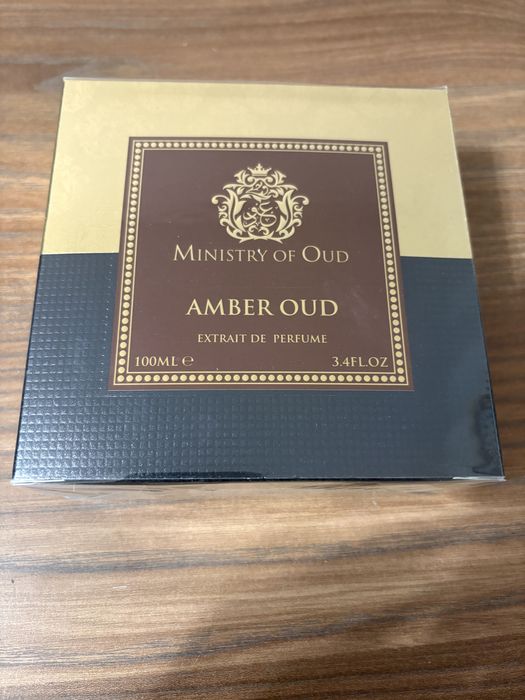 MINISTRY OF OUD
AMBER OUD
EXTRAIT DE PERFUME
100ML ℮
3.4FL.OZ